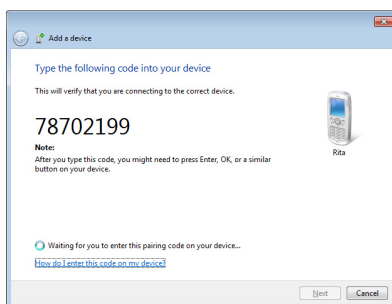 Add a device
Type the following code into your device
This will verify that you are connecting to the correct device.
78702199
Note:
After you type this code, you might need to press Enter, OK, or a similar
button on your device.
Rita
Waiting for you to enter this pairing code on your device...
How do I enter this code on my device?
Next
Cancel